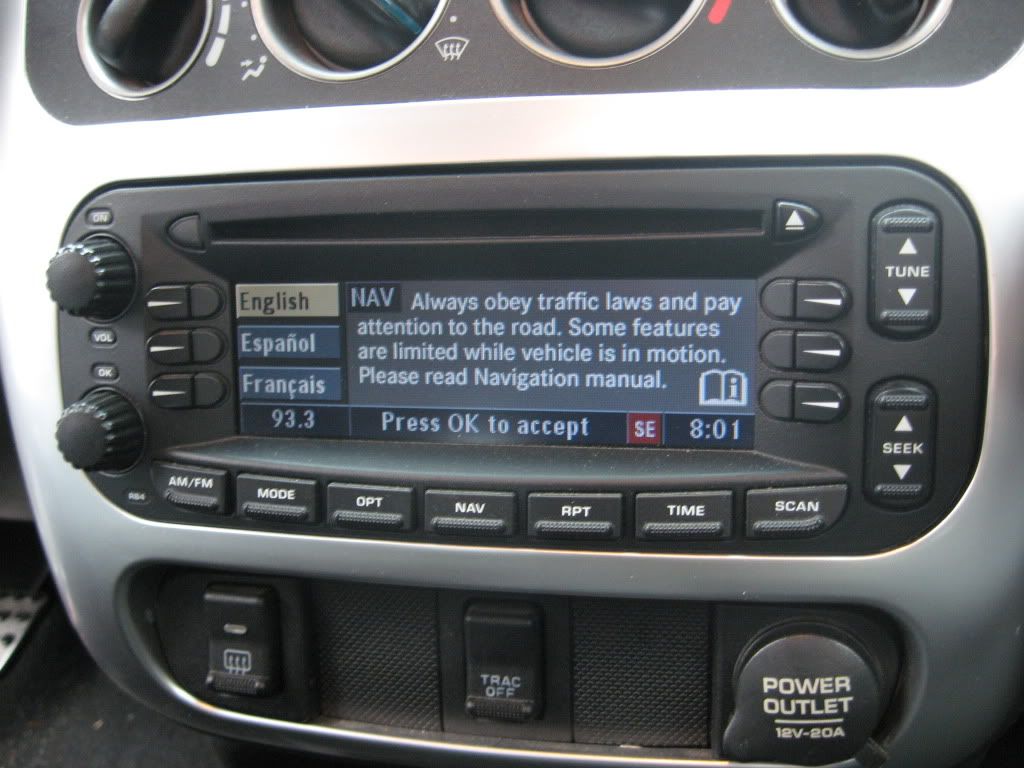 ON
VOL
OK
English
Español
Français
NAV Always obey traffic laws and pay
attention to the road. Some features
are limited while vehicle is in motion.
Please read Navigation manual.
93.3 Press OK to accept SE 8:01
TUNE
SEEK
RB4
AM/FM MODE OPT NAV RPT TIME SCAN
TRAC
OFF
POWER
OUTLET
12V-20A